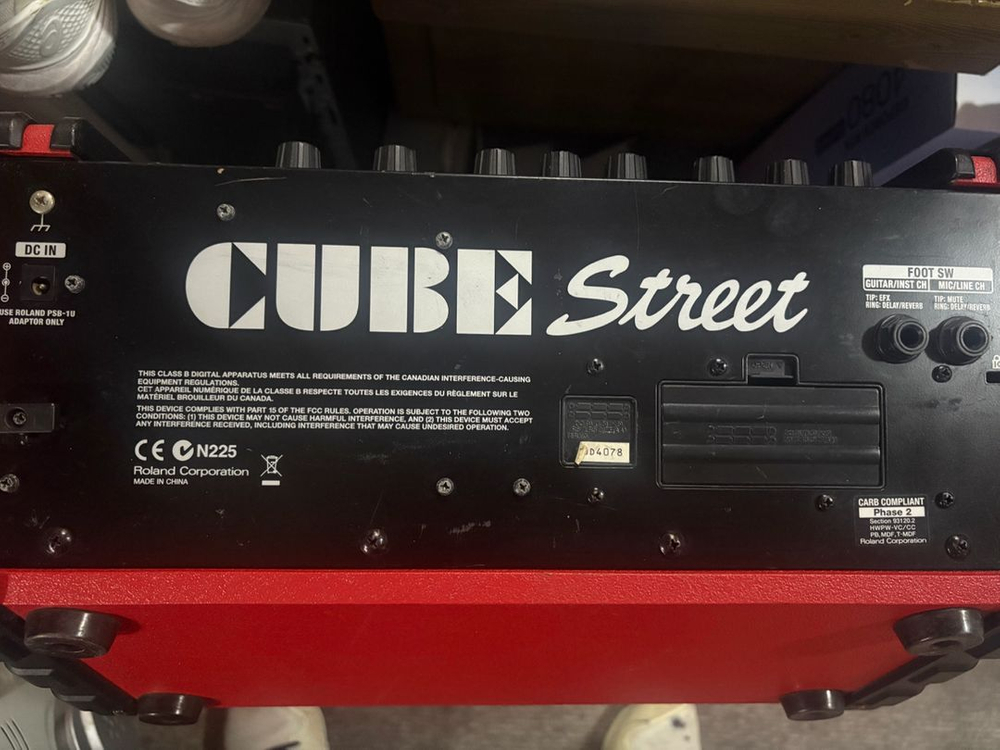 DC IN
USE ROLAND PSB-1U
ADAPTOR ONLY
CUBE Street
FOOT SW
GUITAR/INST CH MIC/LINE CH
TIP: EFX TIP: MUTE
RING: DELAY/REVERB RING: DELAY/REVERB
THIS CLASS B DIGITAL APPARATUS MEETS ALL REQUIREMENTS OF THE CANADIAN INTERFERENCE-CAUSING
EQUIPMENT REGULATIONS.
CET APPAREIL NUMÉRIQUE DE LA CLASSE B RESPECTE TOUTES LES EXIGENCES DU RÈGLEMENT SUR LE
MATÉRIEL BROUILLEUR DU CANADA.
THIS DEVICE COMPLIES WITH PART 15 OF THE FCC RULES. OPERATION IS SUBJECT TO THE FOLLOWING TWO
CONDITIONS: (1) THIS DEVICE MAY NOT CAUSE HARMFUL INTERFERENCE, AND (2) THIS DEVICE MUST ACCEPT
ANY INTERFERENCE RECEIVED, INCLUDING INTERFERENCE THAT MAY CAUSE UNDESIRED OPERATION.
CE N225
Roland Corporation
MADE IN CHINA
D4078
CARB COMPLIANT
Phase 2
Section 93120.2
HWPW-VC/CC
PB,MDF,T-MDF
Roland Corporation
1080P